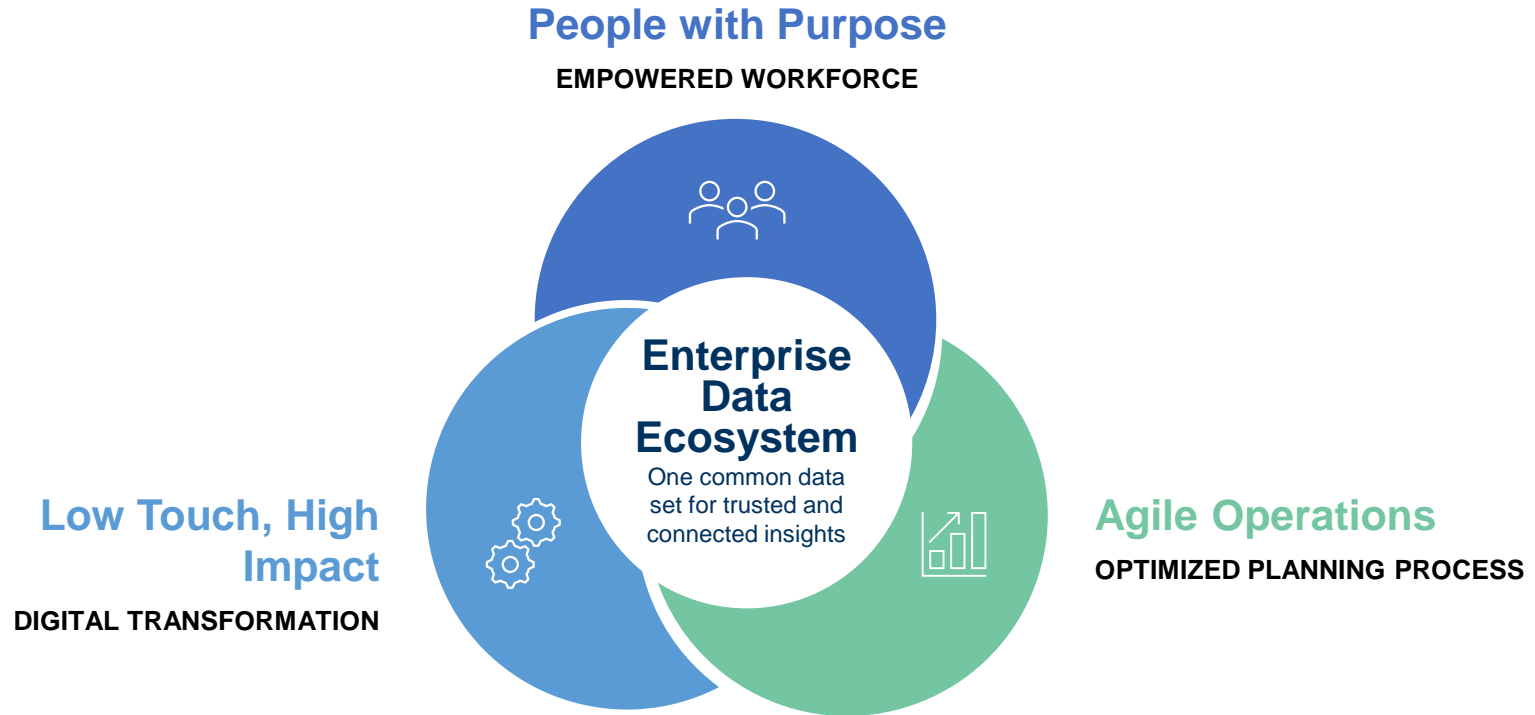 People with Purpose
EMPOWERED WORKFORCE
Enterprise
Data
Ecosystem
One common data
set for trusted and
connected insights
Low Touch, High
Impact
DIGITAL TRANSFORMATION
Agile Operations
OPTIMIZED PLANNING PROCESS